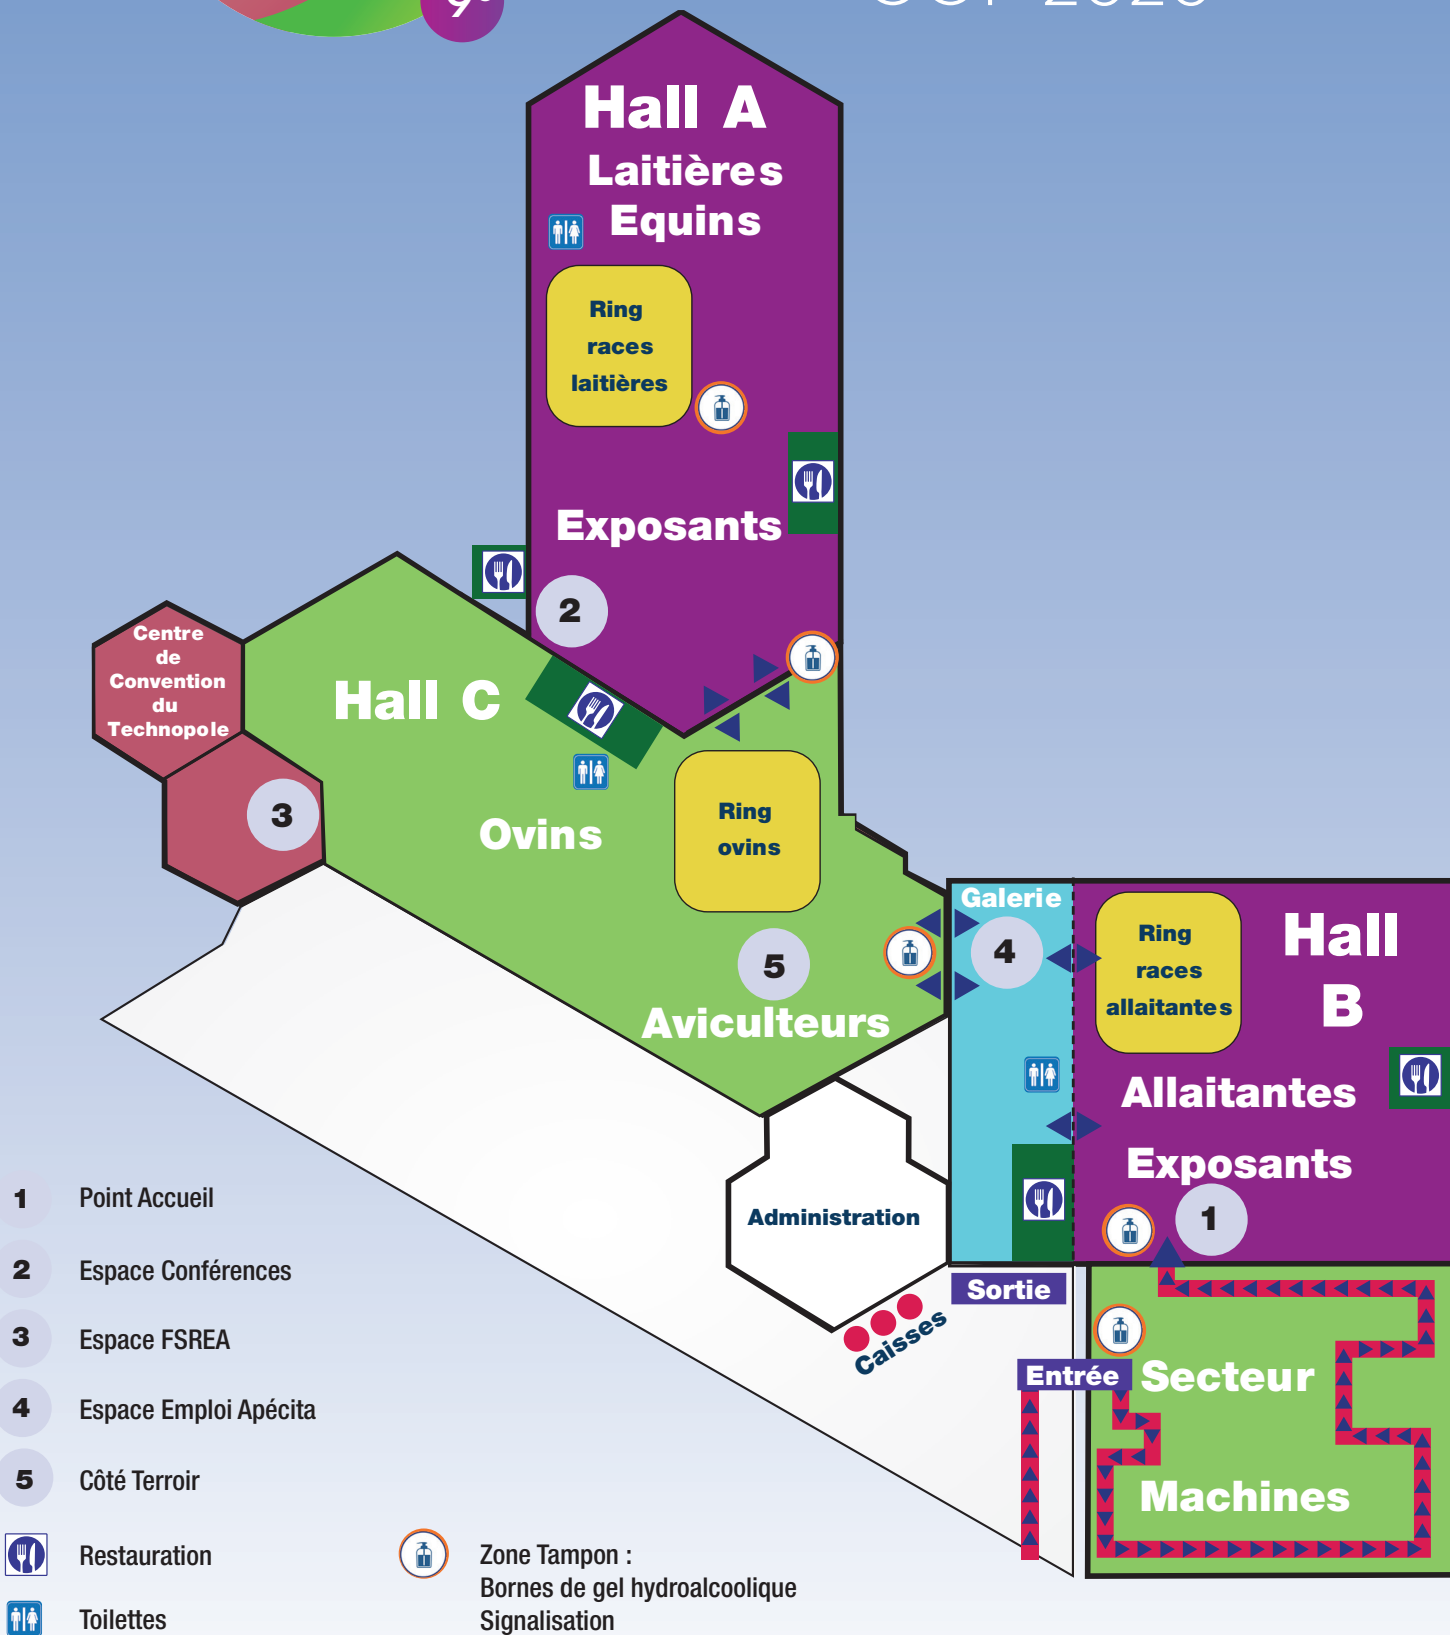 9e
Hall A
Laitières
Equins
Ring
races
laitières
Exposants
2
Centre
de
Convention
du
Technopole
3
Hall C
Ovins
Ring
ovins
5
Aviculteurs
Galerie
4
Ring
races
allaitantes
Hall
B
Allaitantes
Exposants
1
Administration
Sortie
Caisses
Entrée
Secteur
Machines
1 Point Accueil
2 Espace Conférences
3 Espace FSREA
4 Espace Emploi Apécita
5 Côté Terroir
Restauration
Toilettes
Zone Tampon :
Bornes de gel hydroalcoolique
Signalisation